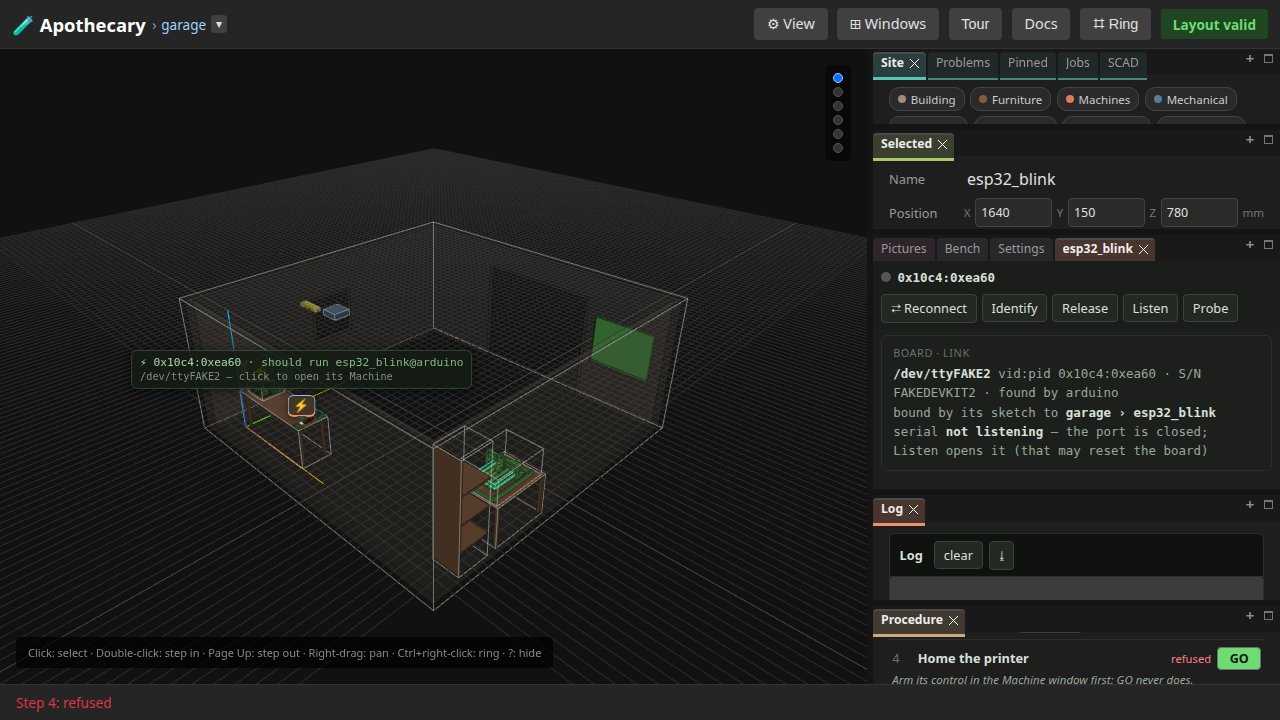 Apothecary › garage ▾
⚙ View
⊞ Windows
Tour
Docs
⌗ Ring
Layout valid
Site
Problems
Pinned
Jobs
SCAD
Building
Furniture
Machines
Mechanical
Selected
Name esp32_blink
Position X 1640 Y 150 Z 780 mm
Pictures
Bench
Settings
esp32_blink
0x10c4:0xea60
⇄ Reconnect
Identify
Release
Listen
Probe
BOARD · LINK
/dev/ttyFAKE2 vid:pid 0x10c4:0xea60 · S/N
FAKEDEVKIT2 · found by arduino
bound by its sketch to garage › esp32_blink
serial not listening — the port is closed;
Listen opens it (that may reset the board)
Log
Log clear ⤓
Procedure
4 Home the printer refused GO
Arm its control in the Machine window first: GO never does.
⚡ 0x10c4:0xea60 · should run esp32_blink@arduino
/dev/ttyFAKE2 — click to open its Machine
Click: select · Double-click: step in · Page Up: step out · Right-drag: pan · Ctrl+right-click: ring · ?: hide
Step 4: refused